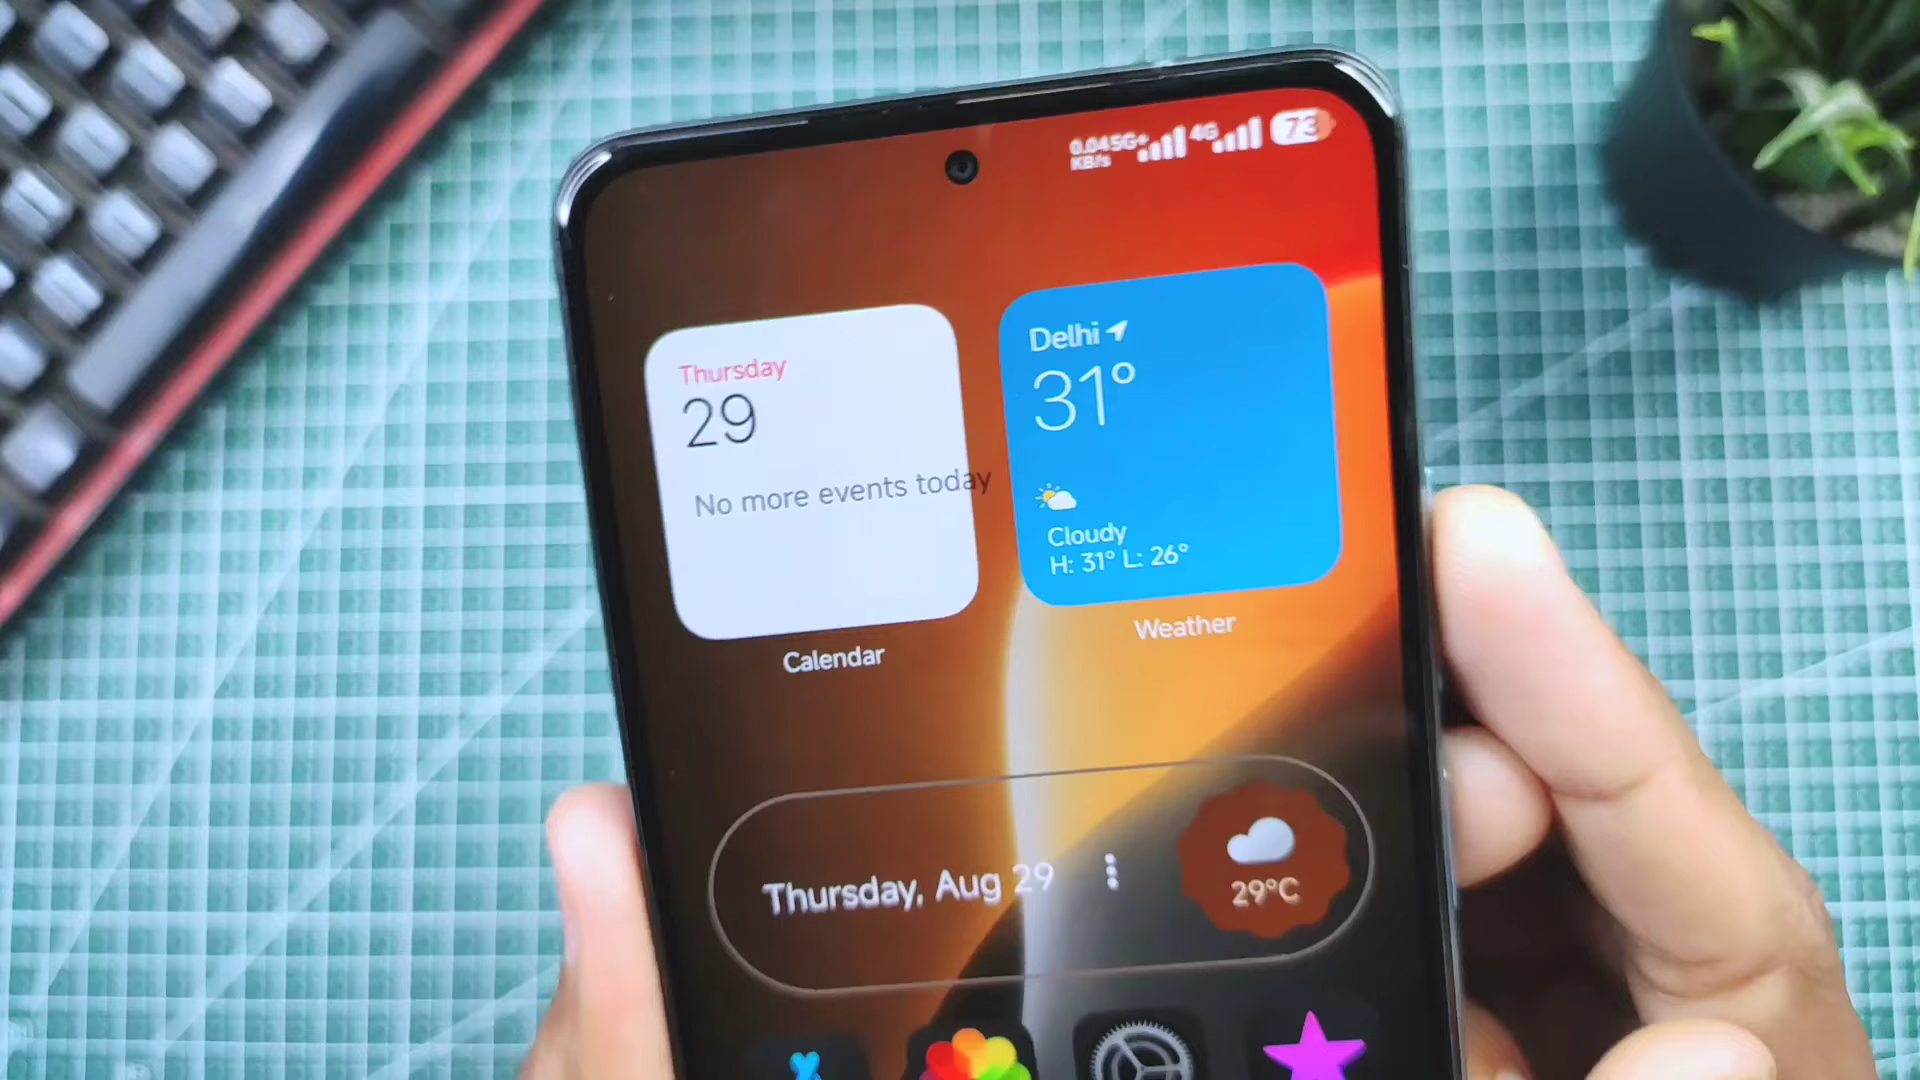 0.04 5G+ 4G 73
KB/s
Thursday
29
No more events today
Calendar
Delhi
31°
Cloudy
H: 31° L: 26°
Weather
Thursday, Aug 29
29°C